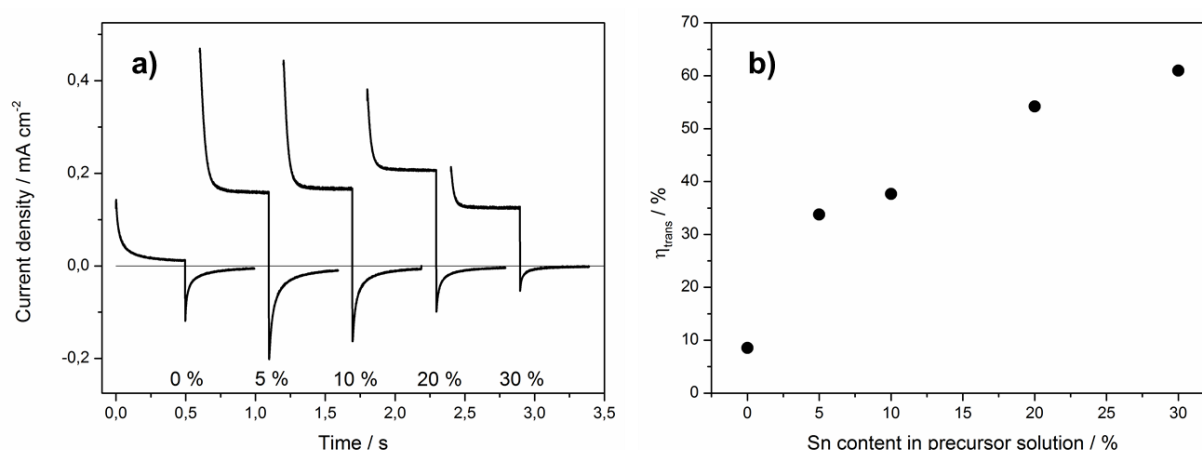 a)
Current density / mA cm⁻²
0,4
0,2
0,0
-0,2
0 % 5 % 10 % 20 % 30 %
0,0 0,5 1,0 1,5 2,0 2,5 3,0 3,5
Time / s
b)
η_trans / %
70
60
50
40
30
20
10
0
0 5 10 15 20 25 30
Sn content in precursor solution / %